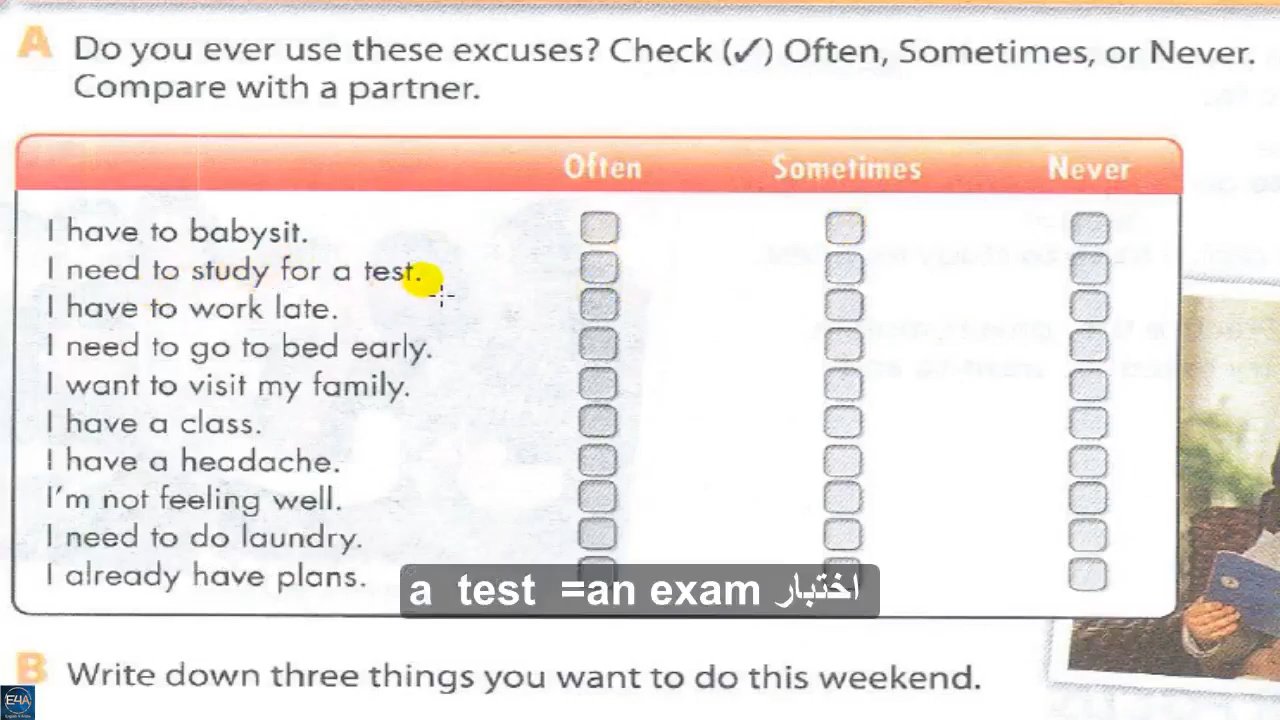 A Do you ever use these excuses? Check (✓) Often, Sometimes, or Never.
Compare with a partner.
Often Sometimes Never
I have to babysit.
I need to study for a test.
I have to work late.
I need to go to bed early.
I want to visit my family.
I have a class.
I have a headache.
I'm not feeling well.
I need to do laundry.
I already have plans.
a test =an exam اختبار
B Write down three things you want to do this weekend.
E4A